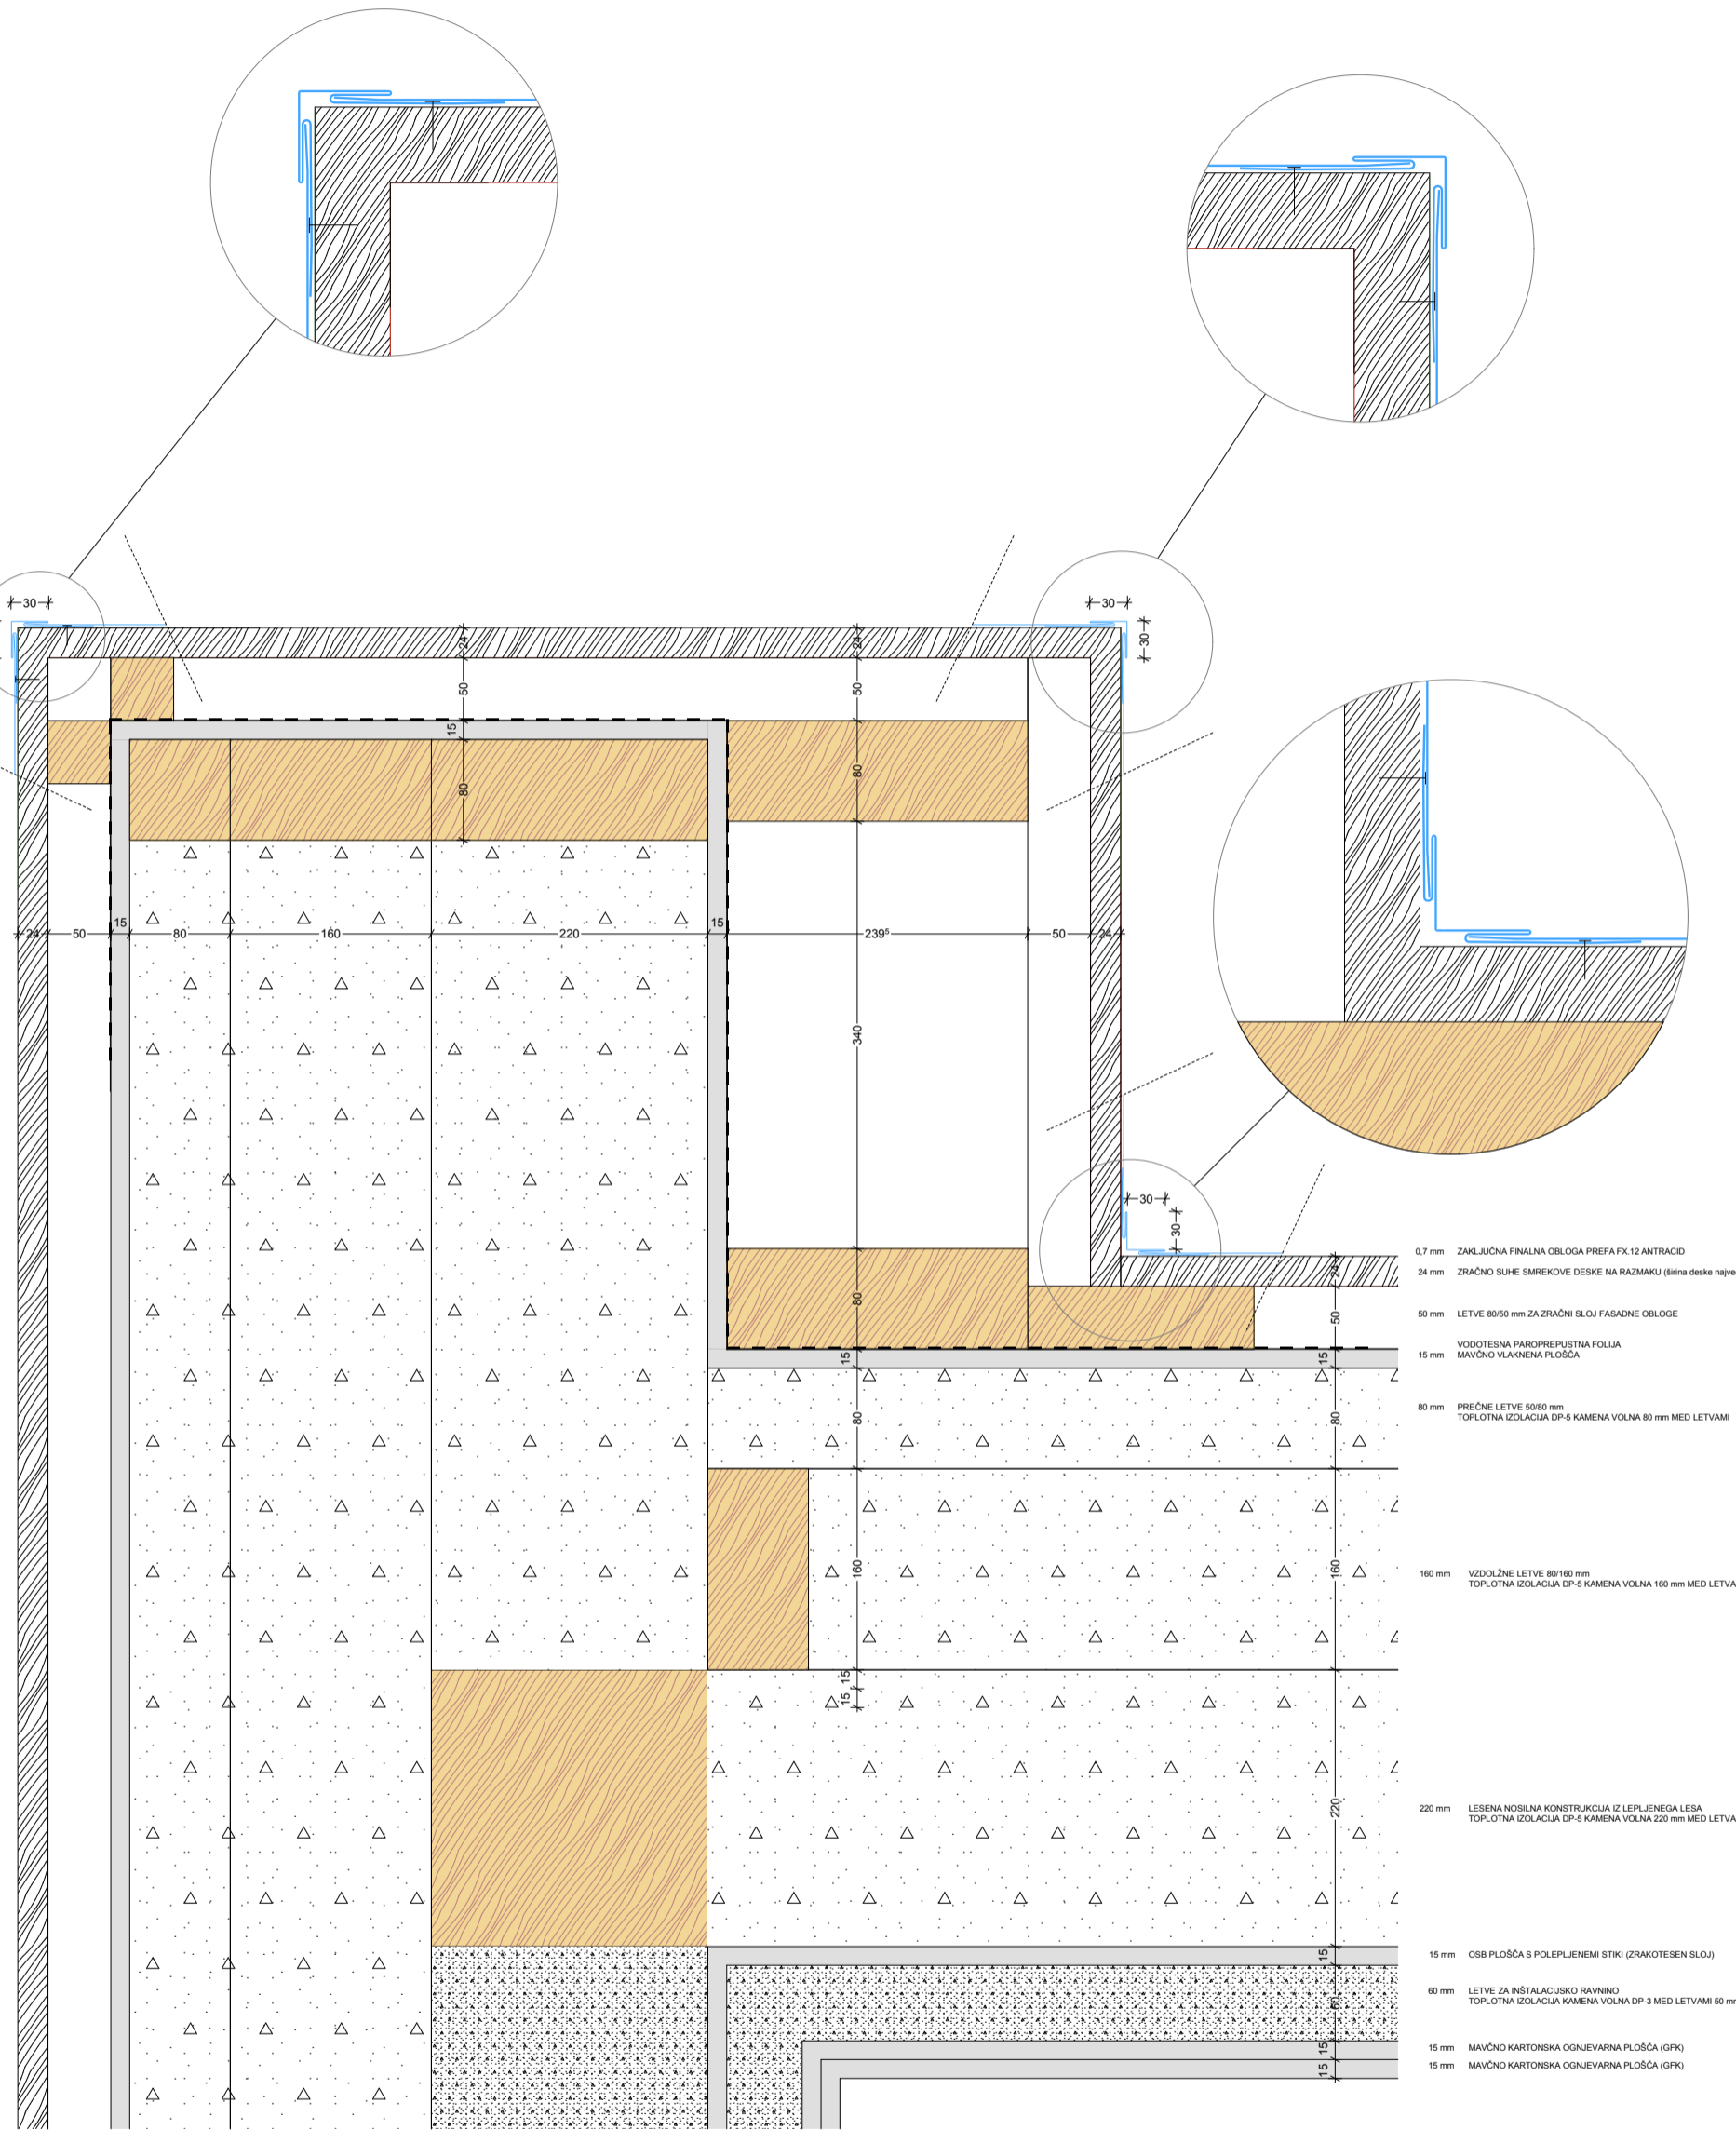 30
30
30
24
24
50
50
15
80
80
24
50
15
80
160
220
15
239⁵
50
24
340
30
30
24
80
50
15
15
80
80
160
160
15
15
220
15
60
15
15
0,7 mm ZAKLJUČNA FINALNA OBLOGA PREFA FX.12 ANTRACID
24 mm ZRAČNO SUHE SMREKOVE DESKE NA RAZMAKU (širina deske najve
50 mm LETVE 80/50 mm ZA ZRAČNI SLOJ FASADNE OBLOGE
VODOTESNA PAROPREPUSTNA FOLIJA
15 mm MAVČNO VLAKNENA PLOŠČA
80 mm PREČNE LETVE 50/80 mm
TOPLOTNA IZOLACIJA DP-5 KAMENA VOLNA 80 mm MED LETVAMI
160 mm VZDOLŽNE LETVE 80/160 mm
TOPLOTNA IZOLACIJA DP-5 KAMENA VOLNA 160 mm MED LETVA
220 mm LESENA NOSILNA KONSTRUKCIJA IZ LEPLJENEGA LESA
TOPLOTNA IZOLACIJA DP-5 KAMENA VOLNA 220 mm MED LETVA
15 mm OSB PLOŠČA S POLEPLJENEMI STIKI (ZRAKOTESEN SLOJ)
60 mm LETVE ZA INŠTALACIJSKO RAVNINO
TOPLOTNA IZOLACIJA KAMENA VOLNA DP-3 MED LETVAMI 50 mm
15 mm MAVČNO KARTONSKA OGNJEVARNA PLOŠČA (GFK)
15 mm MAVČNO KARTONSKA OGNJEVARNA PLOŠČA (GFK)